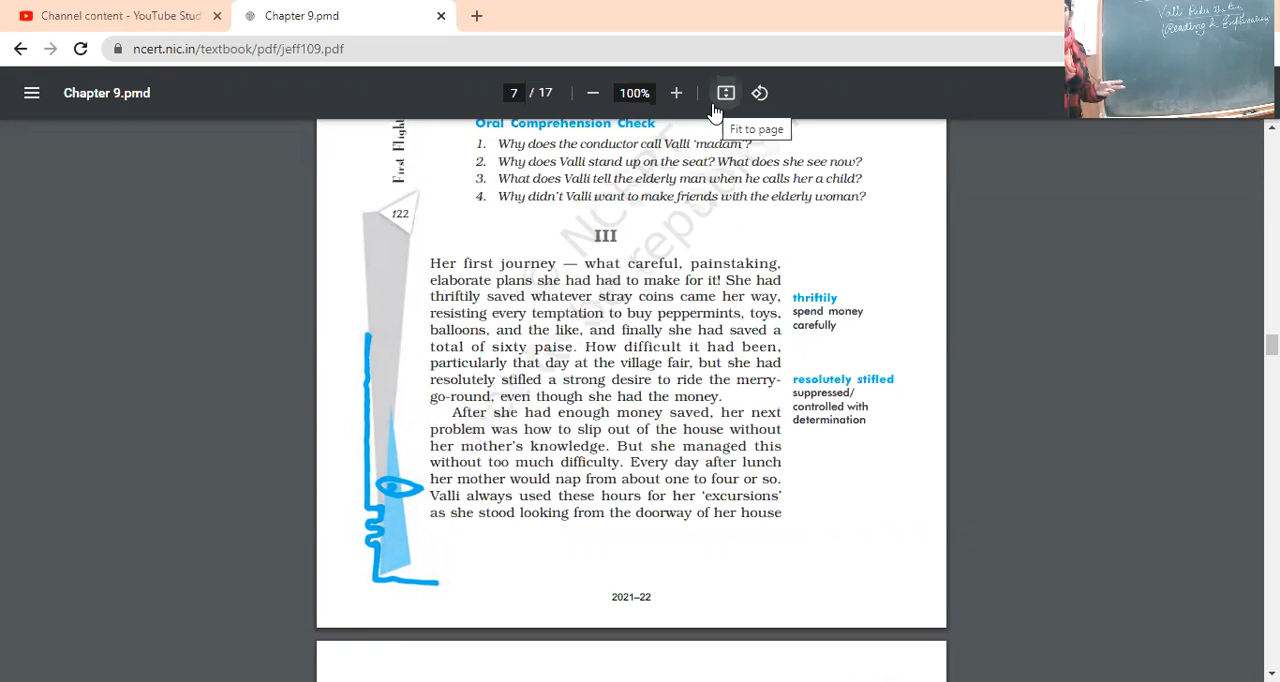 Channel content - YouTube Stud
Chapter 9.pmd
ncert.nic.in/textbook/pdf/jeff109.pdf
Chapter 9.pmd
7 / 17
100%
Fit to page
Valli Rides the Bus
(Reading & Explanation
First Flight
122
Oral Comprehension Check
1. Why does the conductor call Valli ‘madam’?
2. Why does Valli stand up on the seat? What does she see now?
3. What does Valli tell the elderly man when he calls her a child?
4. Why didn’t Valli want to make friends with the elderly woman?
III
Her first journey — what careful, painstaking,
elaborate plans she had had to make for it! She had
thriftily saved whatever stray coins came her way,
resisting every temptation to buy peppermints, toys,
balloons, and the like, and finally she had saved a
total of sixty paise. How difficult it had been,
particularly that day at the village fair, but she had
resolutely stifled a strong desire to ride the merry-
go-round, even though she had the money.
After she had enough money saved, her next
problem was how to slip out of the house without
her mother’s knowledge. But she managed this
without too much difficulty. Every day after lunch
her mother would nap from about one to four or so.
Valli always used these hours for her ‘excursions’
as she stood looking from the doorway of her house
thriftily
spend money
carefully
resolutely stifled
suppressed/
controlled with
determination
© NCERT
republi
2021–22